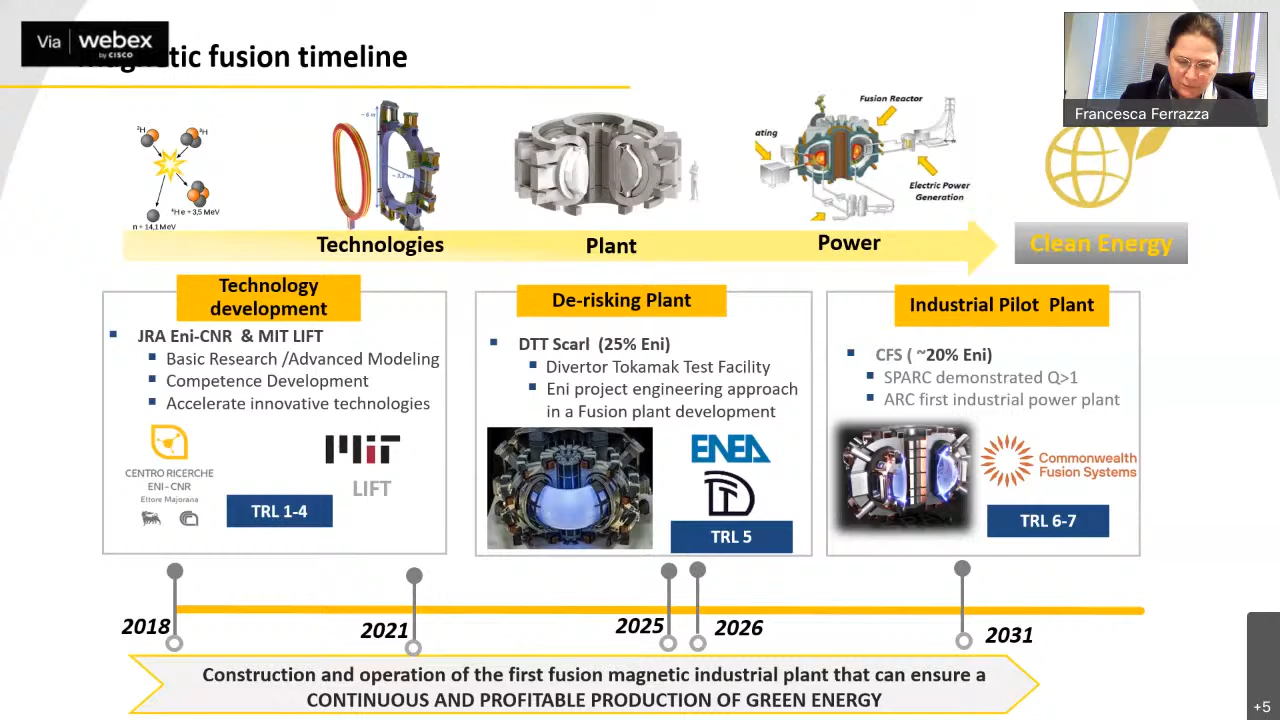 Via webex
by CISCO
tic fusion timeline
Francesca Ferrazza
²H
³H
⁴He = 3,5 MeV
n = 14,1 MeV
~ 6 m
Fusion Reactor
ating
Electric Power
Generation
Technologies
Plant
Power
Clean Energy
Technology
development
JRA Eni-CNR & MIT LIFT
Basic Research /Advanced Modeling
Competence Development
Accelerate innovative technologies
CENTRO RICERCHE
ENI-CNR
Ettore Majorana
MIT
LIFT
TRL 1-4
De-risking Plant
DTT Scarl (25% Eni)
Divertor Tokamak Test Facility
Eni project engineering approach
in a Fusion plant development
ENEA
TRL 5
Industrial Pilot Plant
CFS ( ~20% Eni)
SPARC demonstrated Q>1
ARC first industrial power plant
Commonwealth
Fusion Systems
TRL 6-7
2018
2021
2025
2026
2031
Construction and operation of the first fusion magnetic industrial plant that can ensure a
CONTINUOUS AND PROFITABLE PRODUCTION OF GREEN ENERGY
+5